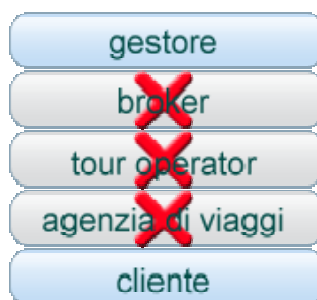 gestore
broker
tour operator
agenzia di viaggi
cliente